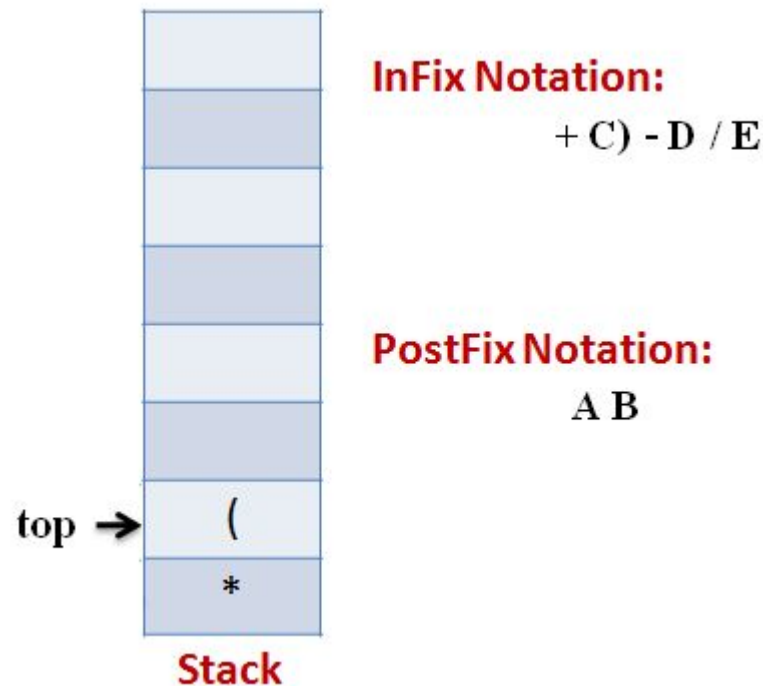 InFix Notation:
+ C) - D / E
PostFix Notation:
A B
top
(
*
Stack